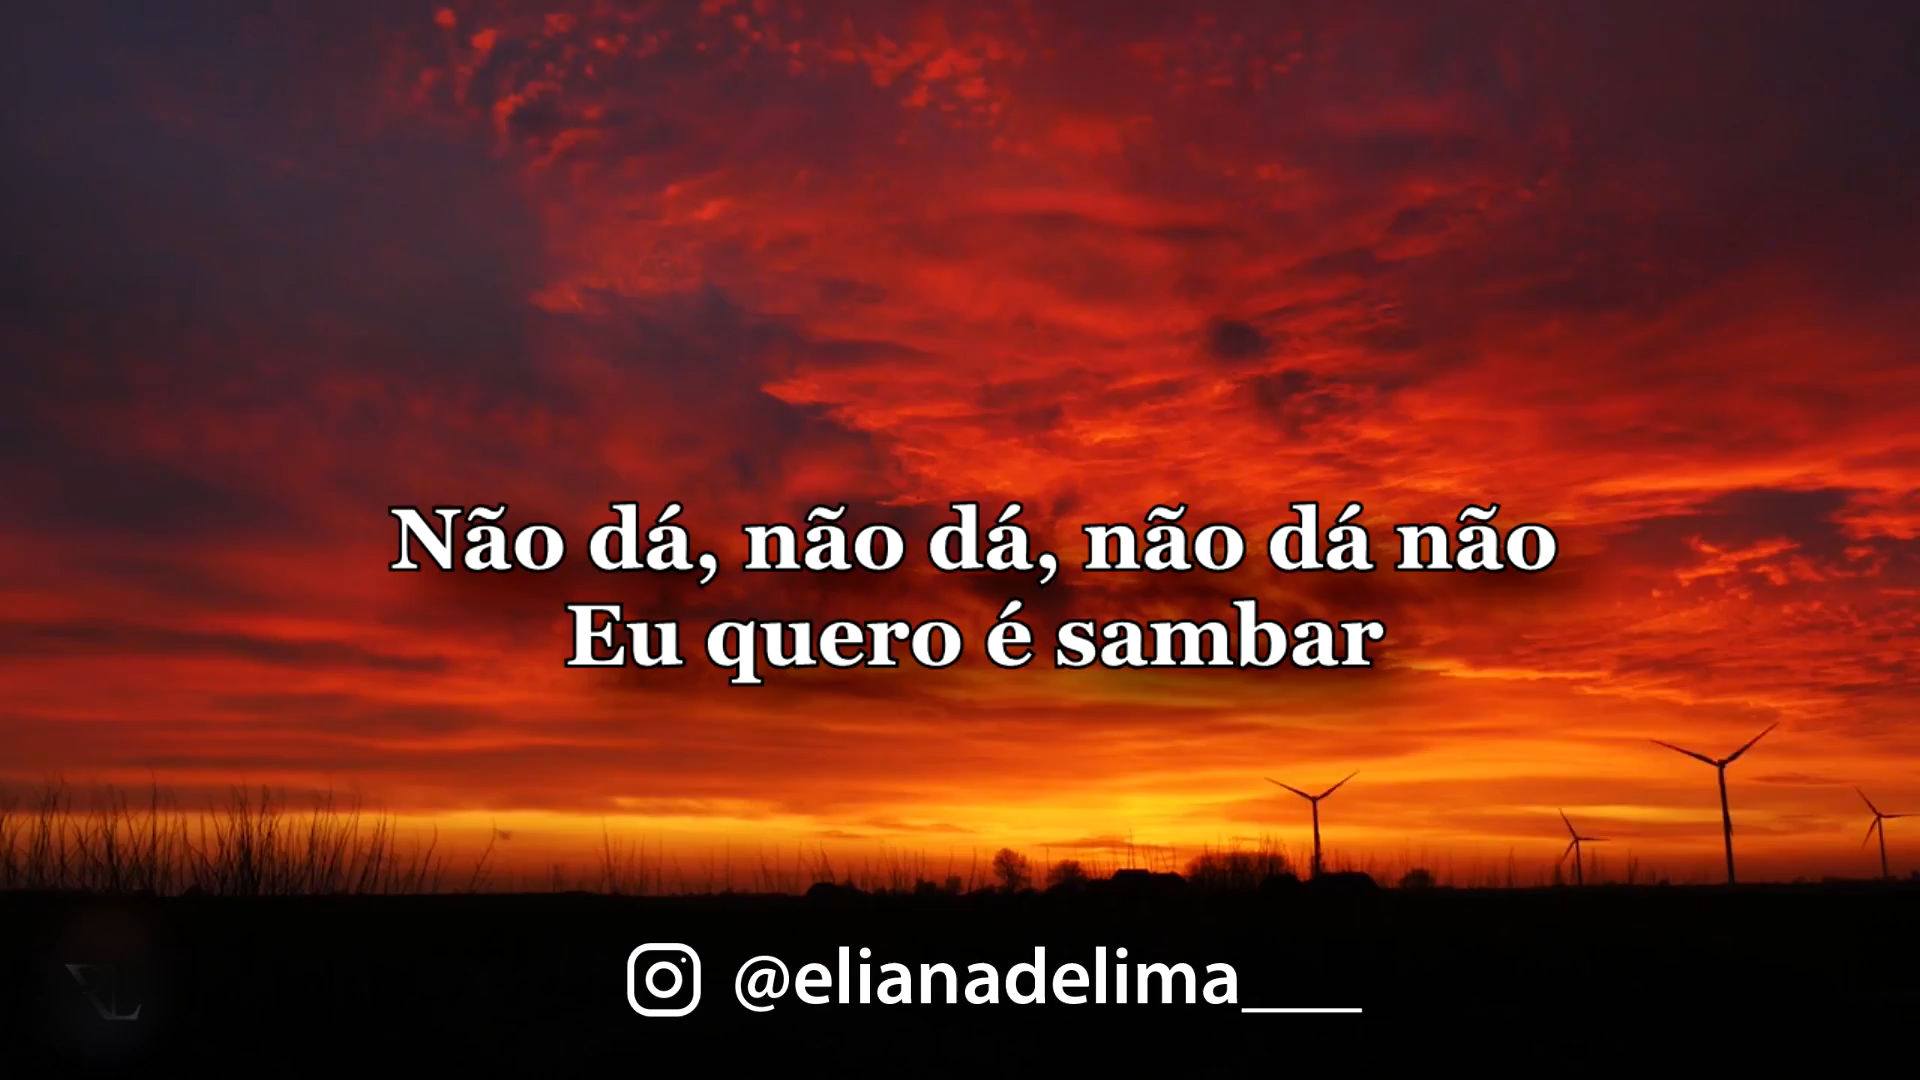 Não dá, não dá, não dá não
Eu quero é sambar
@elianadelima___